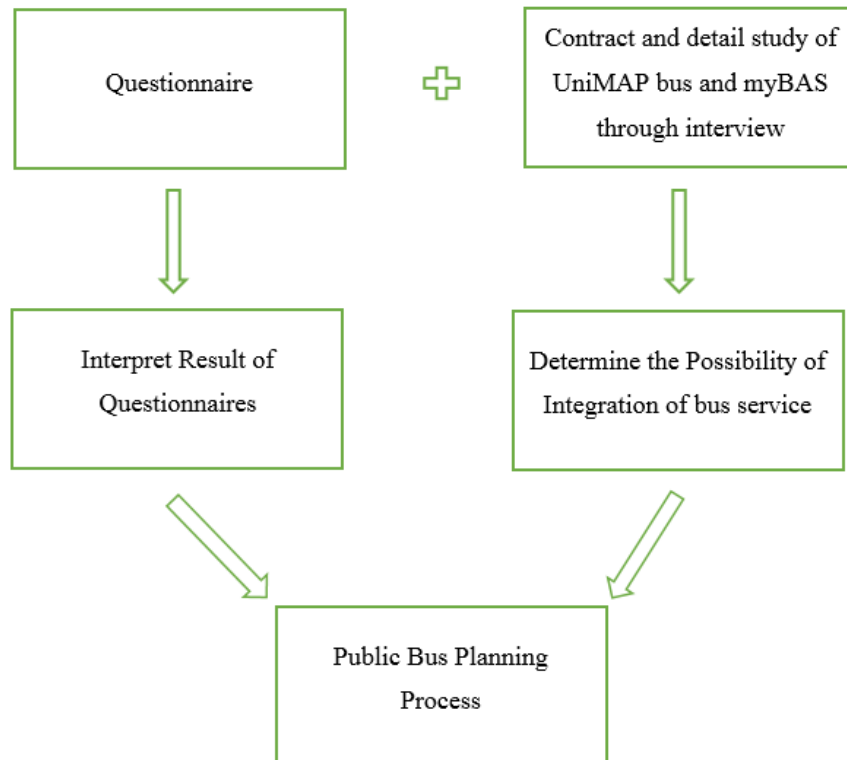 Questionnaire
Contract and detail study of
UniMAP bus and myBAS
through interview
Interpret Result of
Questionnaires
Determine the Possibility of
Integration of bus service
Public Bus Planning
Process